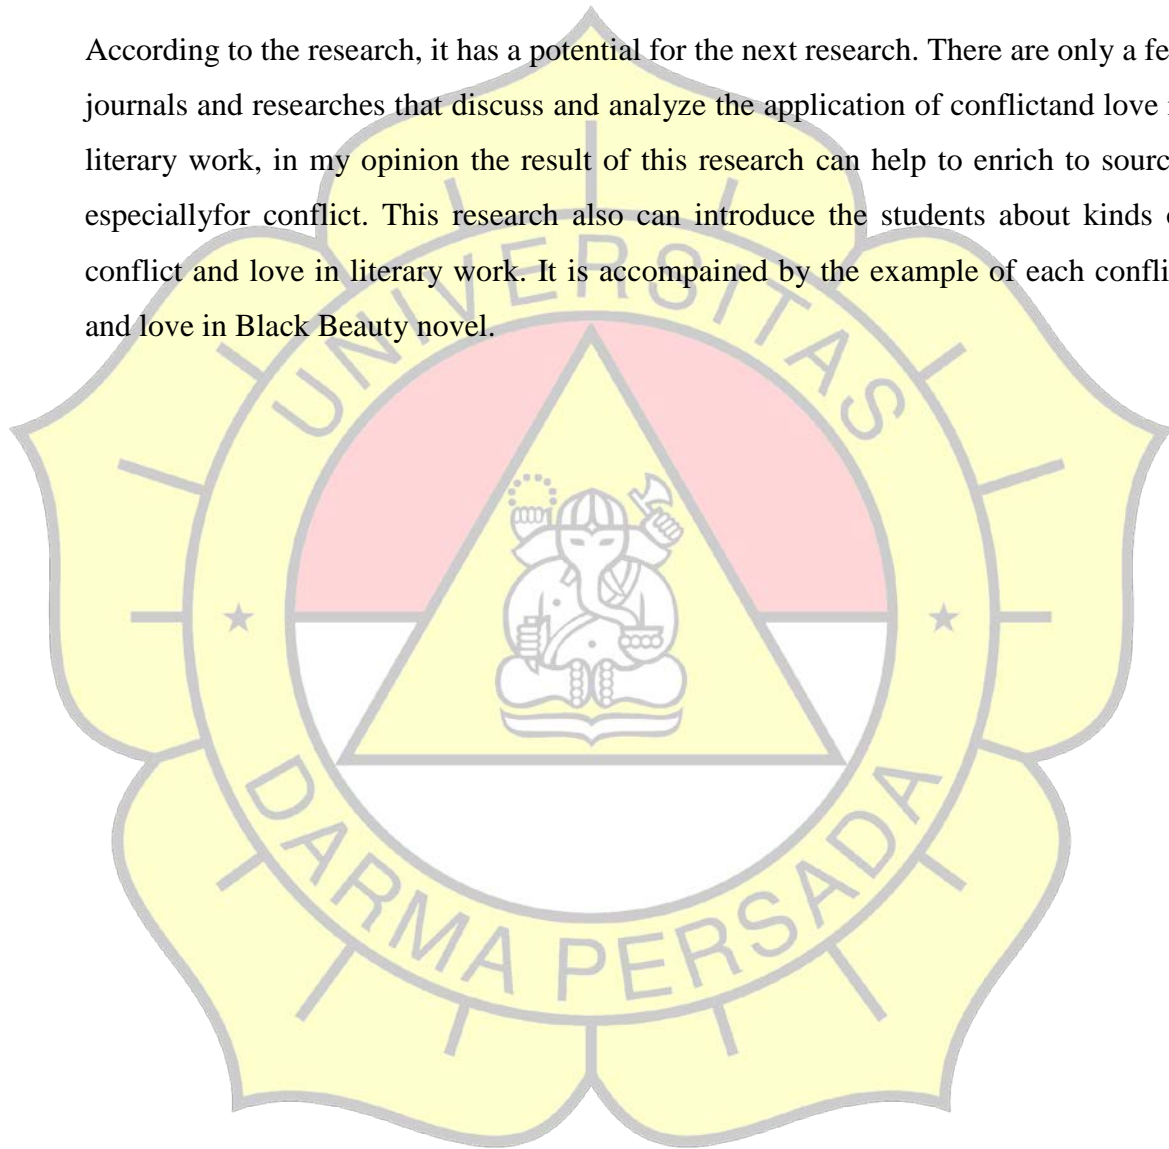 According to the research, it has a potential for the next research. There are only a fe
journals and researches that discuss and analyze the application of conflictand love
literary work, in my opinion the result of this research can help to enrich to sourc
especiallyfor conflict. This research also can introduce the students about kinds
conflict and love in literary work. It is accompained by the example of each confli
and love in Black Beauty novel.
UNIVERSITAS
DARMA PERSADA